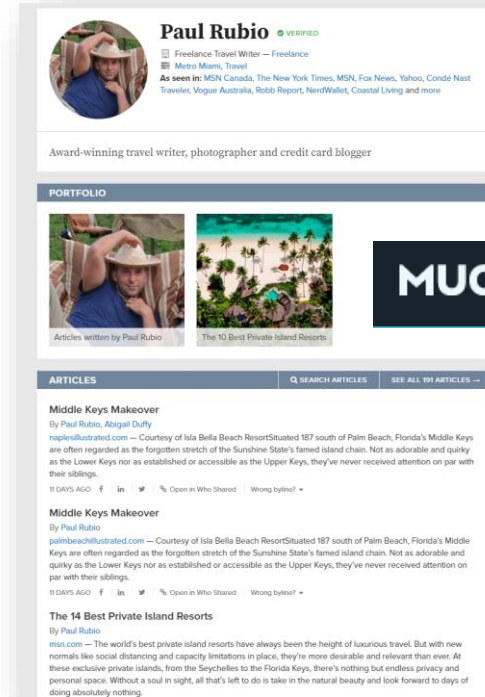 Paul Rubio VERIFIED
Freelance Travel Writer — Freelance
Metro Miami, Travel
As seen in: MSN Canada, The New York Times, MSN, Fox News, Yahoo, Condé Nast
Traveler, Vogue Australia, Robb Report, NerdWallet, Coastal Living and more
Award-winning travel writer, photographer and credit card blogger
PORTFOLIO
MUC
Articles written by Paul Rubio
The 10 Best Private Island Resorts
ARTICLES
SEARCH ARTICLES
SEE ALL 191 ARTICLES →
Middle Keys Makeover
By Paul Rubio, Abigail Duffy
naplesillustrated.com — Courtesy of Isla Bella Beach ResortSituated 187 south of Palm Beach, Florida's Middle Keys
are often regarded as the forgotten stretch of the Sunshine State's famed island chain. Not as adorable and quirky
as the Lower Keys nor as established or accessible as the Upper Keys, they've never received attention on par with
their siblings.
11 DAYS AGO Open in Who Shared Wrong byline?
Middle Keys Makeover
By Paul Rubio
palmbeachillustrated.com — Courtesy of Isla Bella Beach ResortSituated 187 south of Palm Beach, Florida's Middle
Keys are often regarded as the forgotten stretch of the Sunshine State's famed island chain. Not as adorable and
quirky as the Lower Keys nor as established or accessible as the Upper Keys, they've never received attention on
par with their siblings.
11 DAYS AGO Open in Who Shared Wrong byline?
The 14 Best Private Island Resorts
By Paul Rubio
msn.com — The world's best private island resorts have always been the height of luxurious travel. But with new
normals like social distancing and capacity limitations in place, they're more desirable and relevant than ever. At
these exclusive private islands, from the Seychelles to the Florida Keys, there's nothing but endless privacy and
personal space. Without a soul in sight, all that's left to do is take in the natural beauty and look forward to days of
doing absolutely nothing.